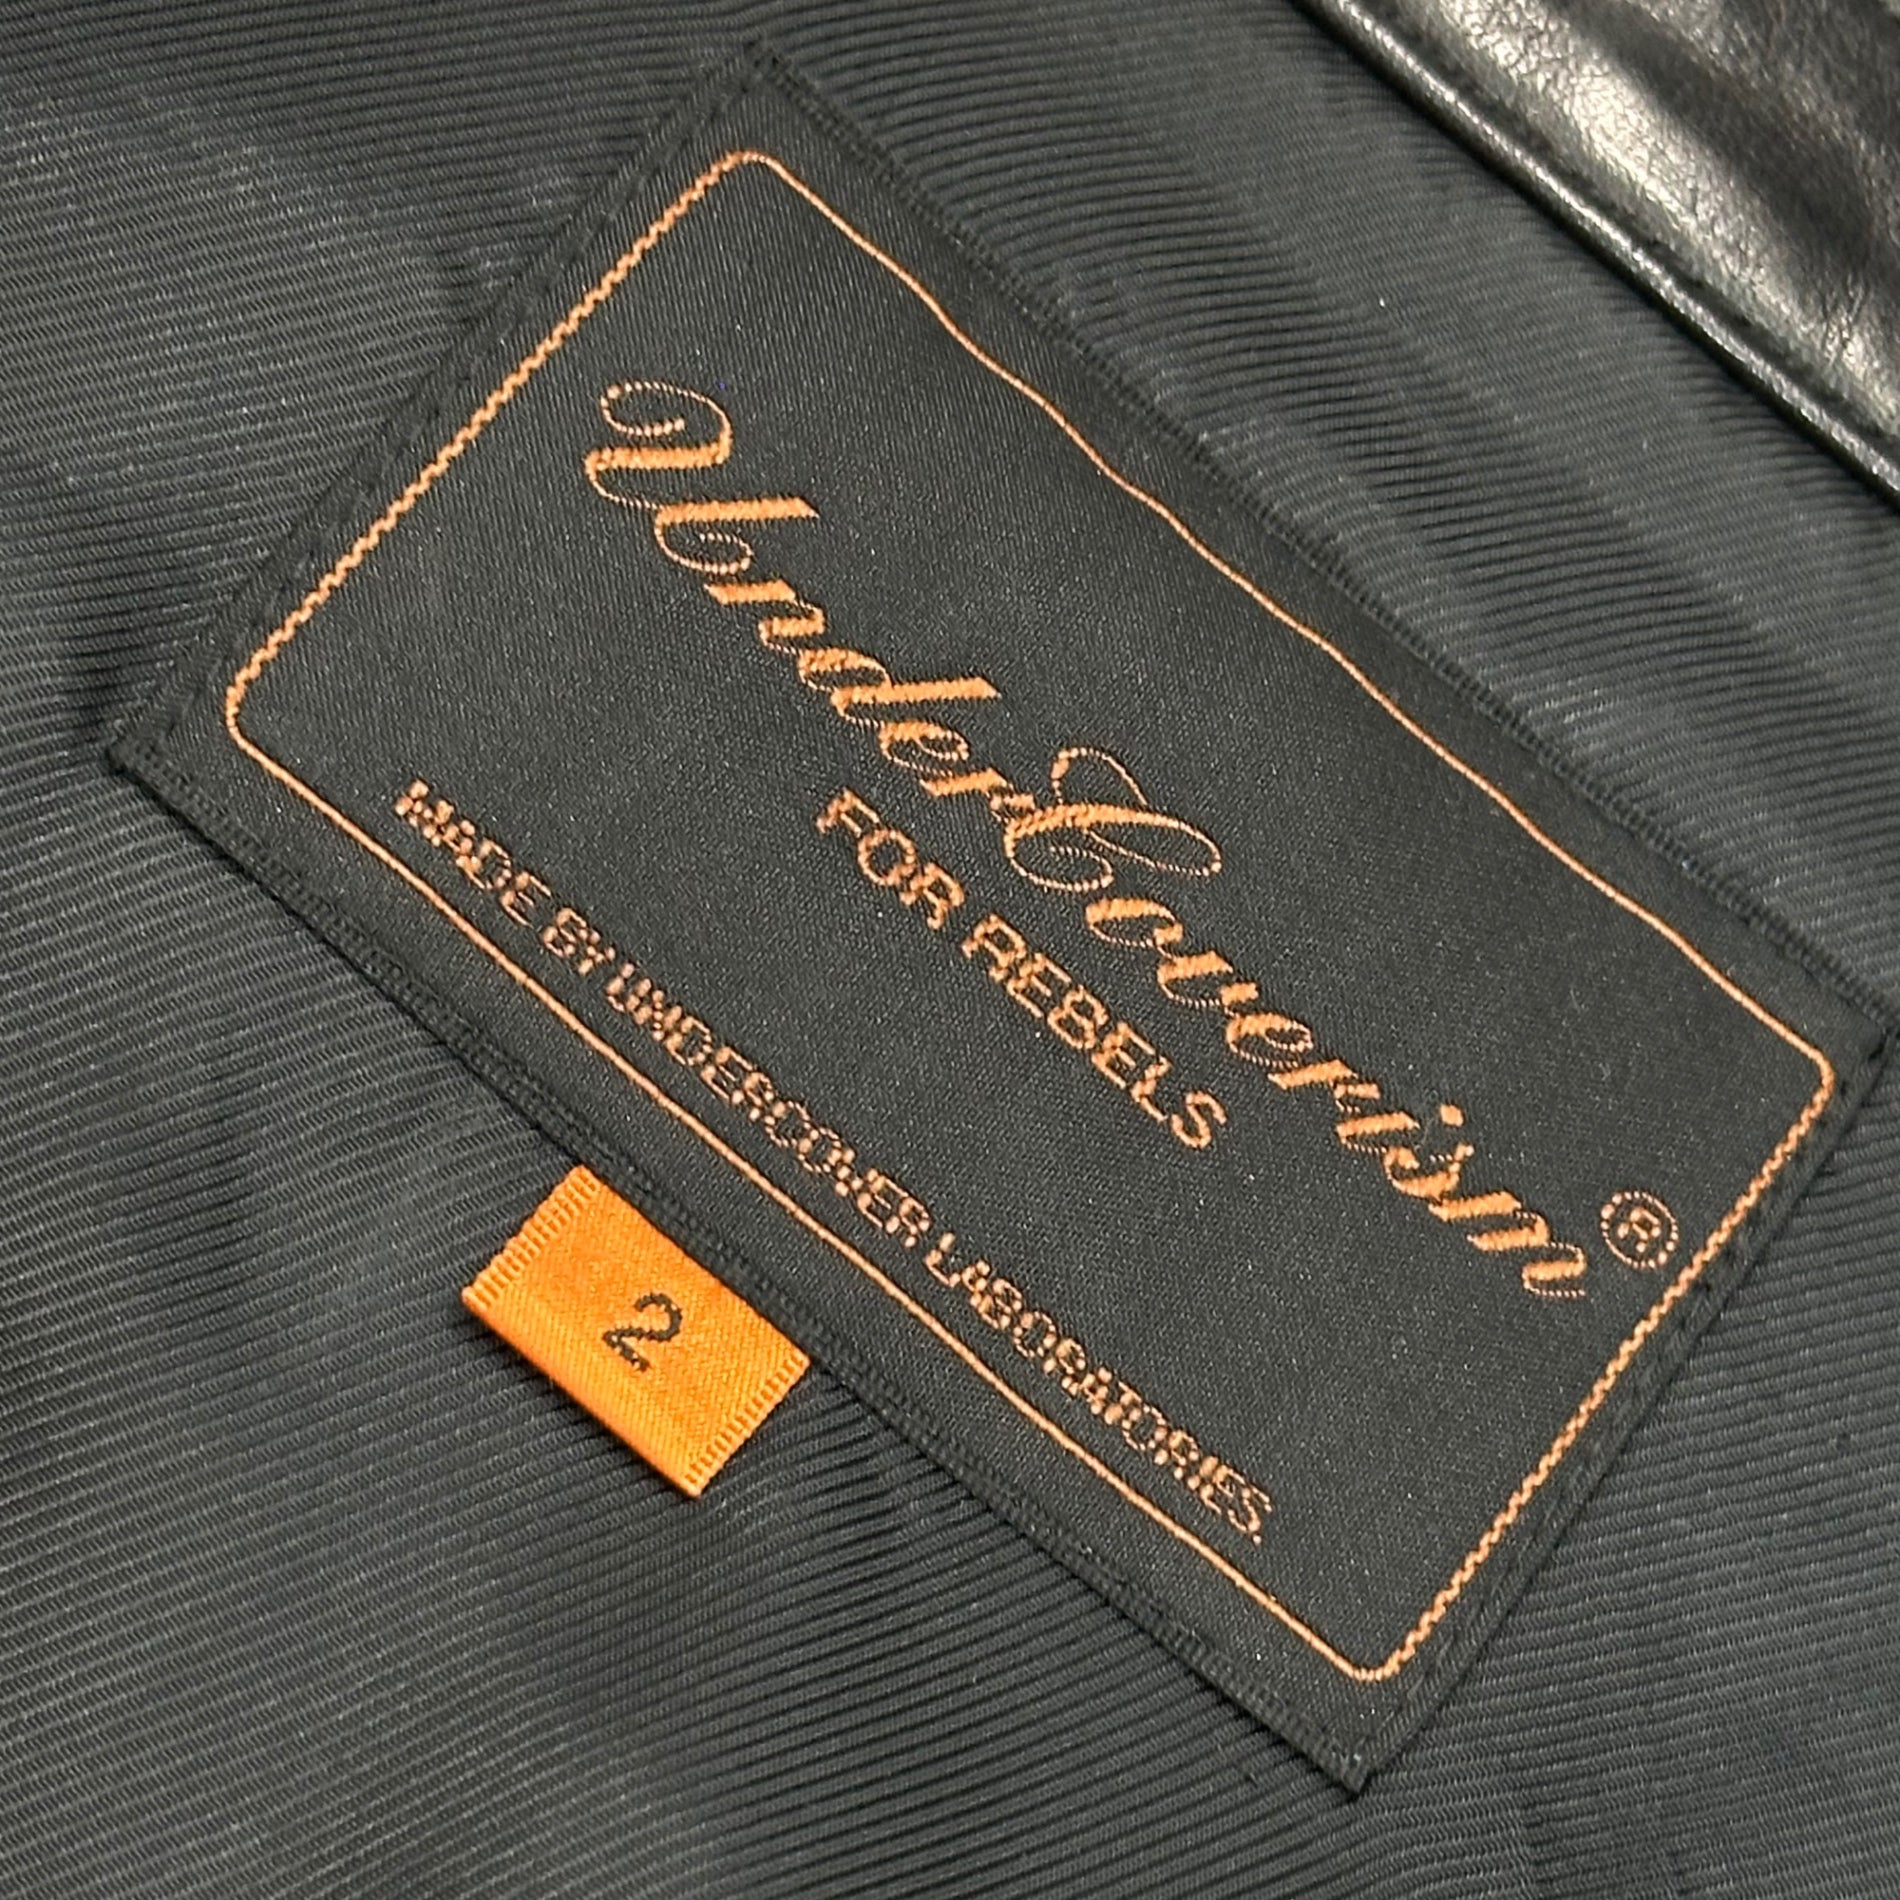 UnderCoverism®
FOR REBELS
MADE BY UNDERCOVER LABORATORIES.
2